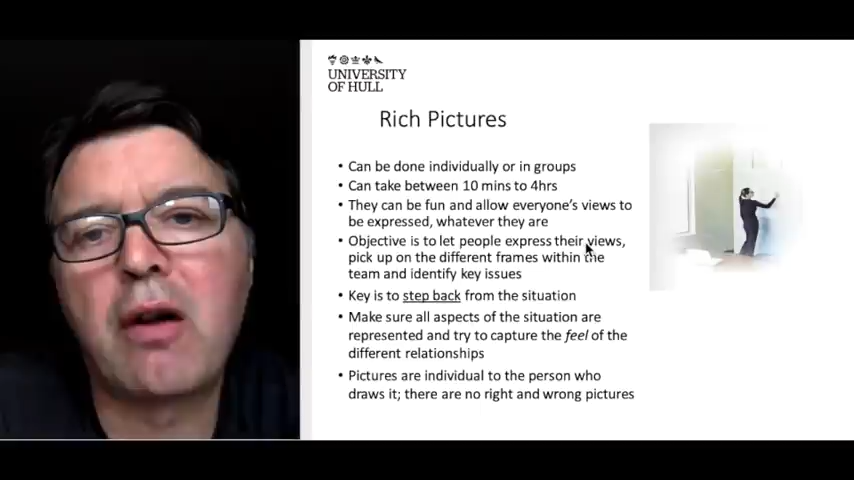 UNIVERSITY
OF HULL
Rich Pictures
• Can be done individually or in groups
• Can take between 10 mins to 4hrs
• They can be fun and allow everyone's views to
be expressed, whatever they are
• Objective is to let people express their views,
pick up on the different frames within the
team and identify key issues
• Key is to step back from the situation
• Make sure all aspects of the situation are
represented and try to capture the feel of the
different relationships
• Pictures are individual to the person who
draws it; there are no right and wrong pictures